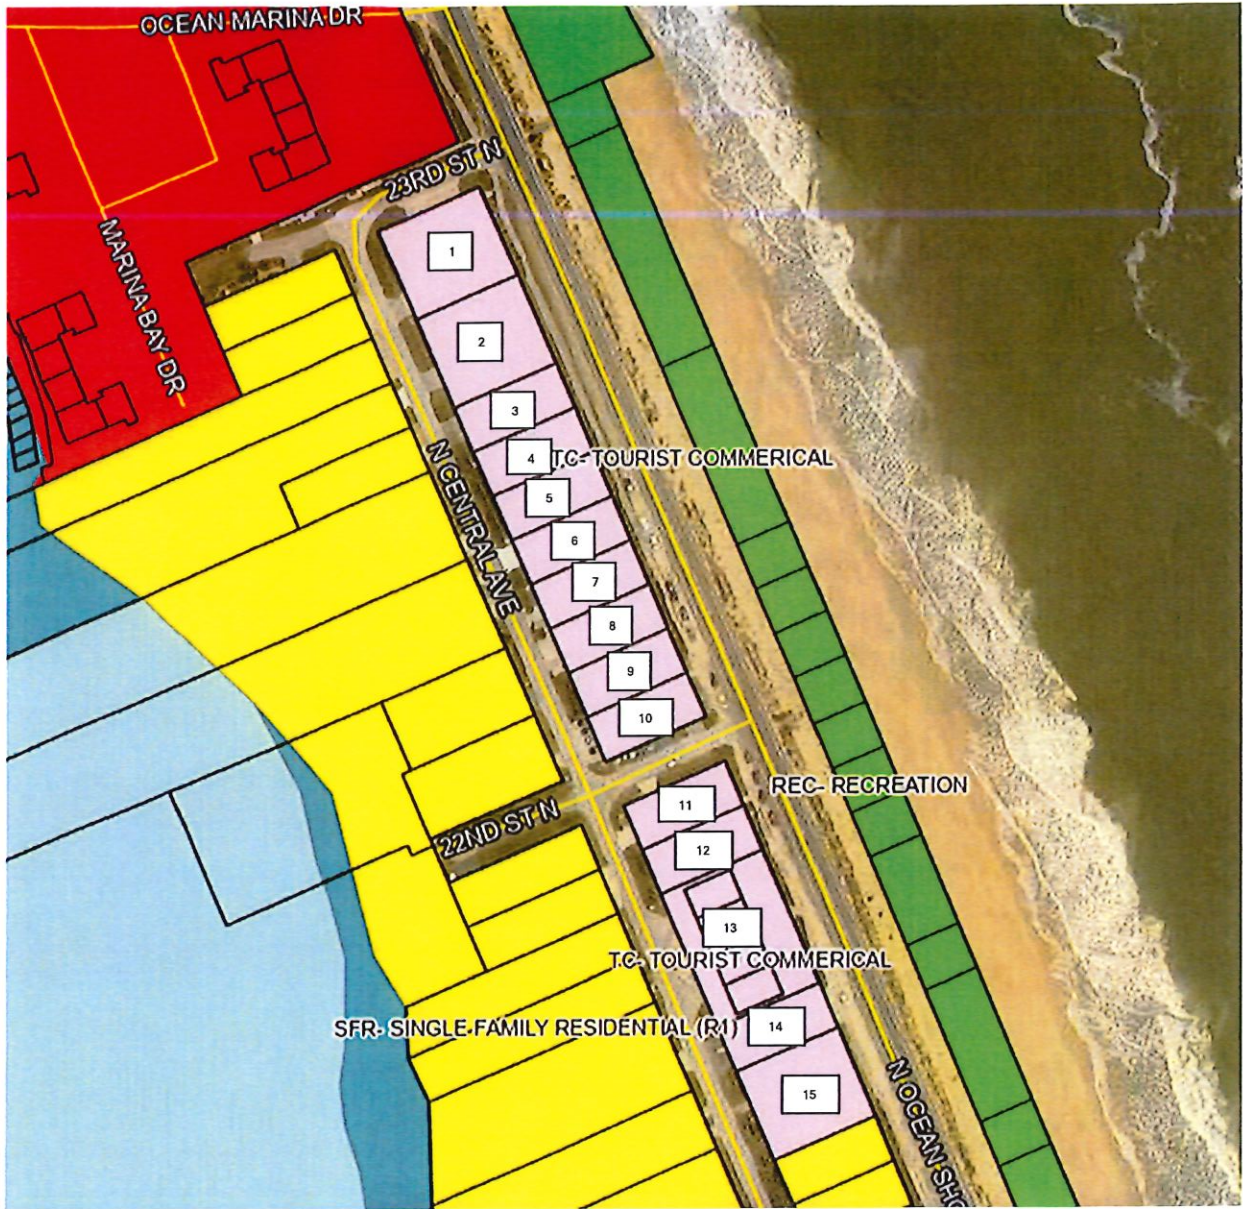 OCEAN MARINA DR
23RD ST N
MARINA BAY DR
1
2
3
4
TC- TOURIST COMMERICAL
5
N CENTRAL AVE
6
7
8
9
10
REC- RECREATION
11
22ND ST N
12
13
TC- TOURIST COMMERICAL
SFR- SINGLE FAMILY RESIDENTIAL (R1)
14
15
N OCEAN SHO